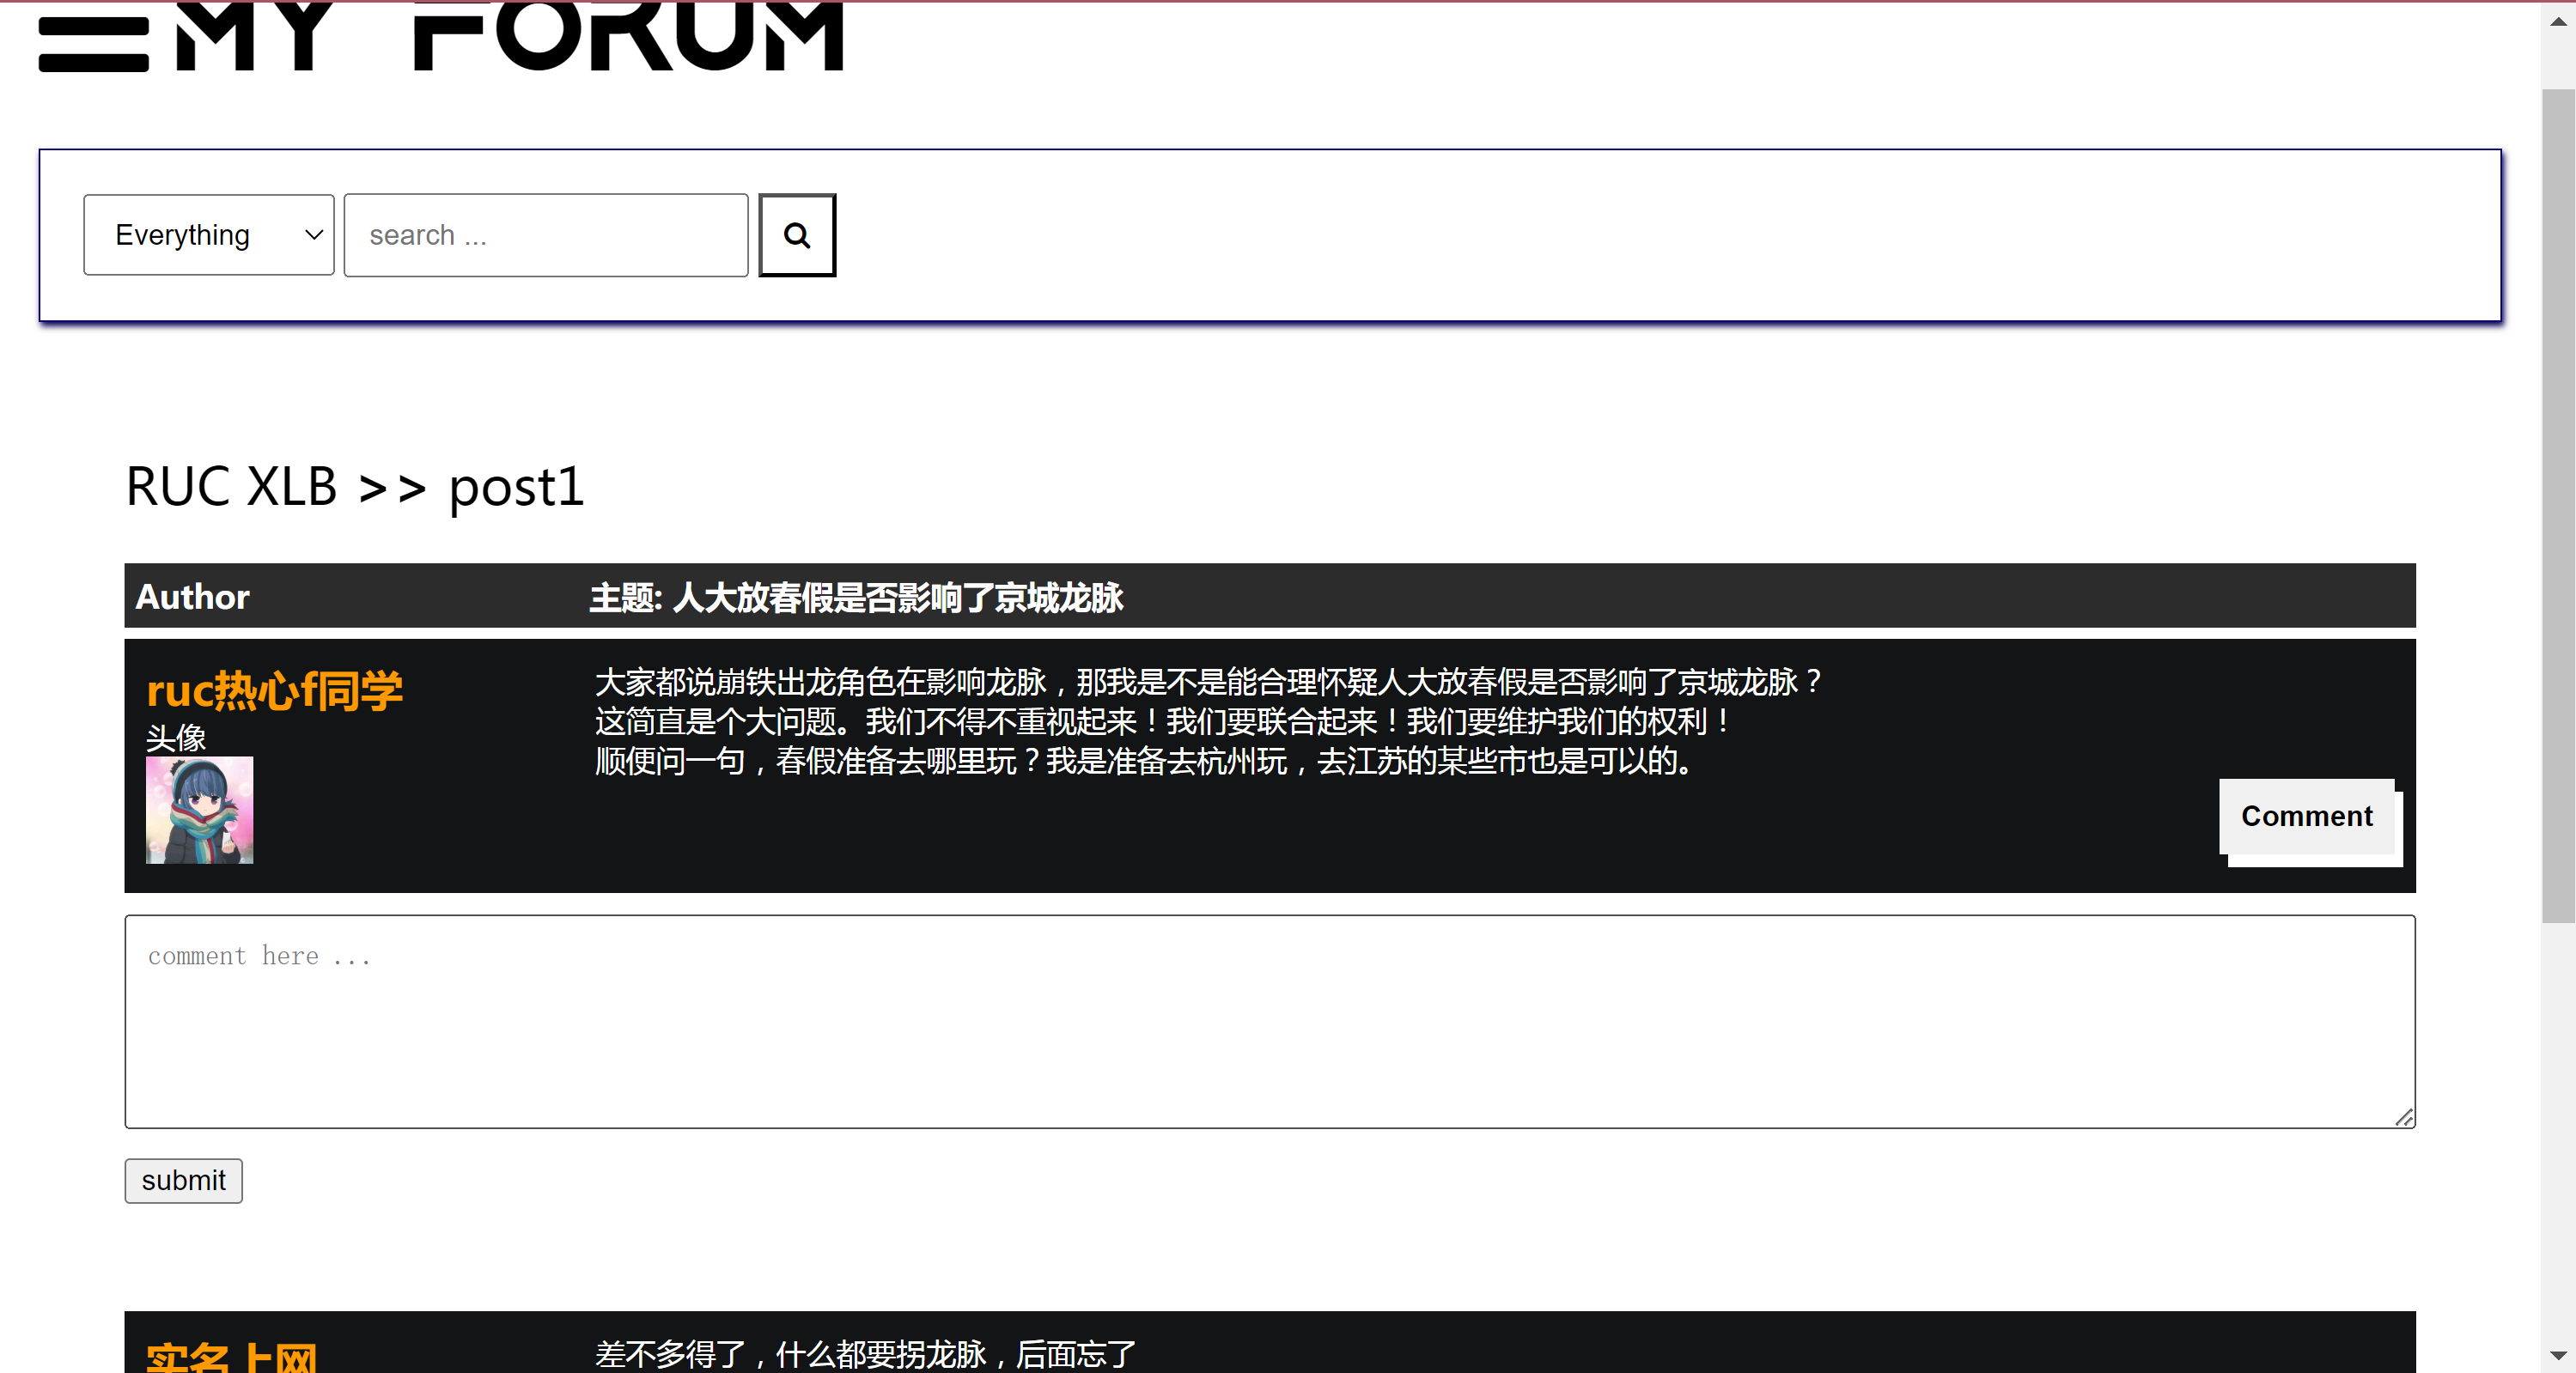 MY FORUM
Everything
search ...
RUC XLB >> post1
Author
主题: 人大放春假是否影响了京城龙脉
ruc热心f同学
头像
大家都说崩铁出龙角色在影响龙脉，那我是不是能合理怀疑人大放春假是否影响了京城龙脉？
这简直是个大问题。我们不得不重视起来！我们要联合起来！我们要维护我们的权利！
顺便问一句，春假准备去哪里玩？我是准备去杭州玩，去江苏的某些市也是可以的。
Comment
comment here ...
submit
实名上网
差不多得了，什么都要拐龙脉，后面忘了